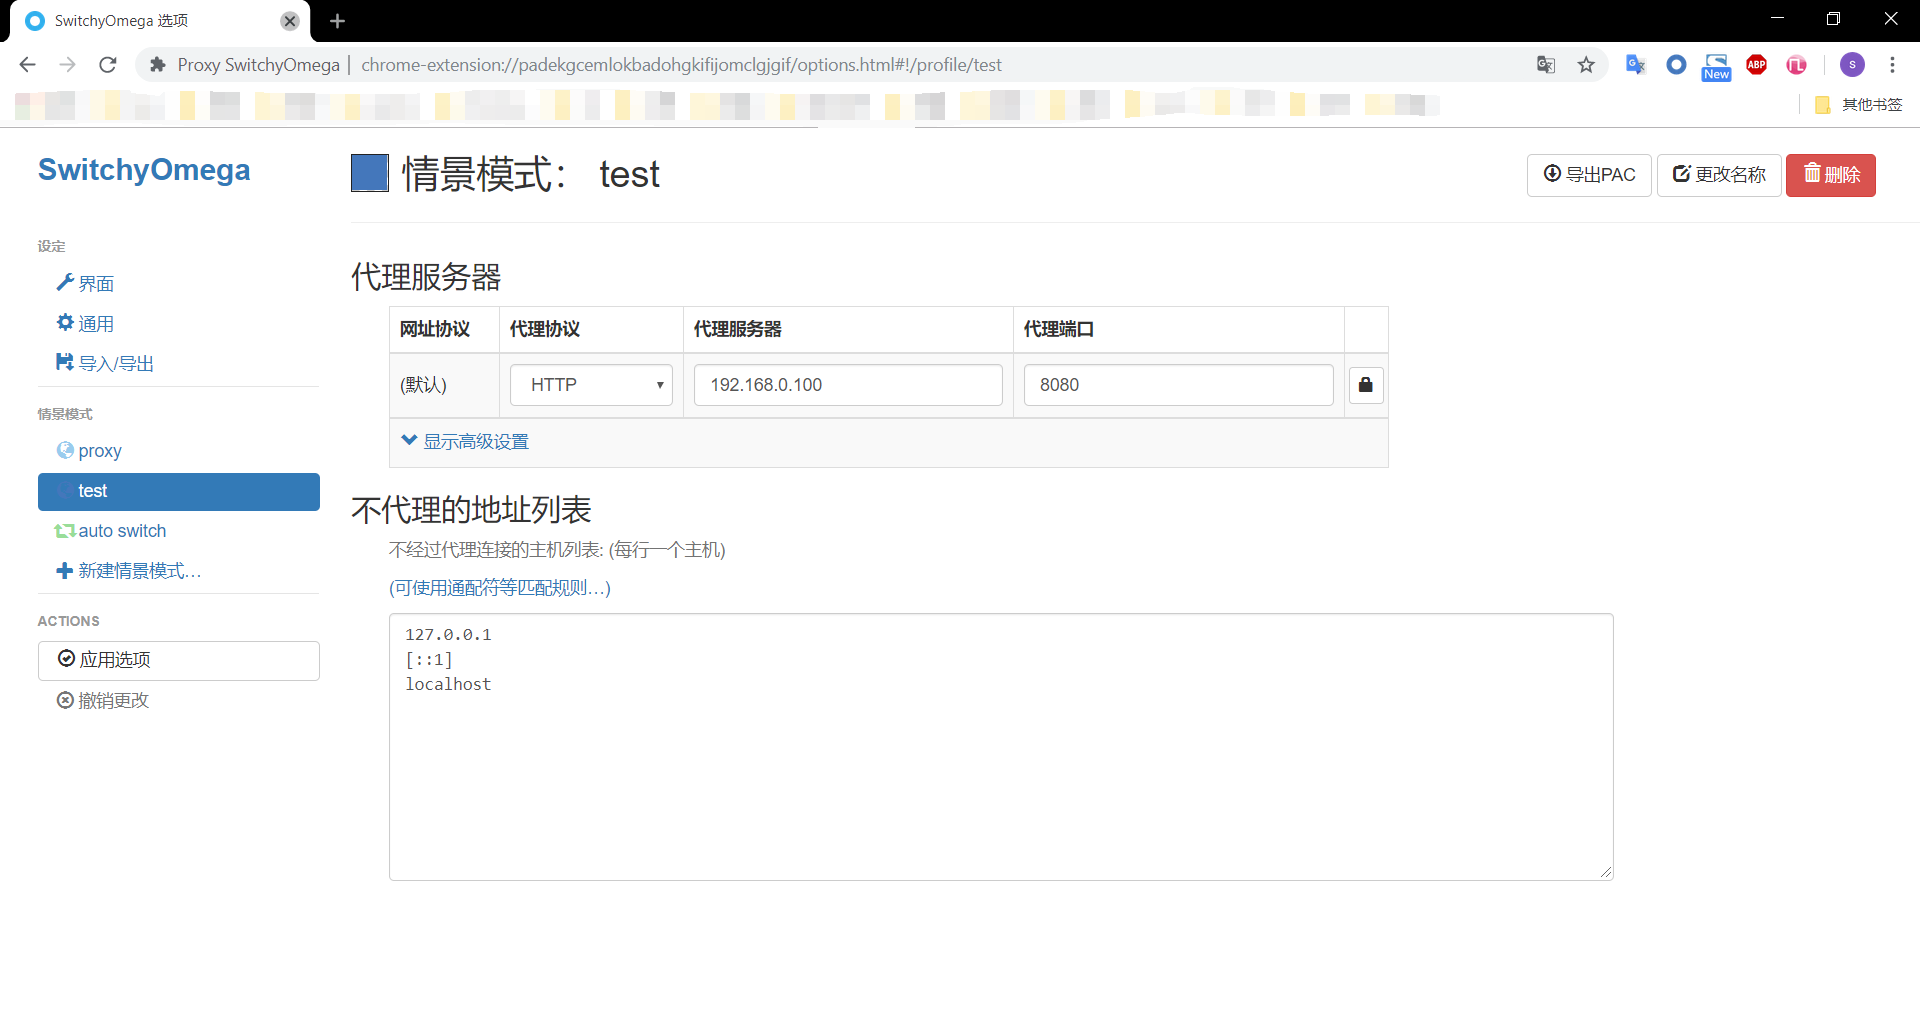 SwitchyOmega 选项
Proxy SwitchyOmega | chrome-extension://padekgcemlokbadohgkifijomclgjgif/options.html#!/profile/test
New
ABP
S
其他书签
SwitchyOmega
情景模式： test
导出PAC
更改名称
删除
设定
界面
通用
导入/导出
情景模式
proxy
test
auto switch
新建情景模式…
ACTIONS
应用选项
撤销更改
代理服务器
网址协议 代理协议 代理服务器 代理端口
(默认) HTTP 192.168.0.100 8080
显示高级设置
不代理的地址列表
不经过代理连接的主机列表: (每行一个主机)
(可使用通配符等匹配规则…)
127.0.0.1
[::1]
localhost